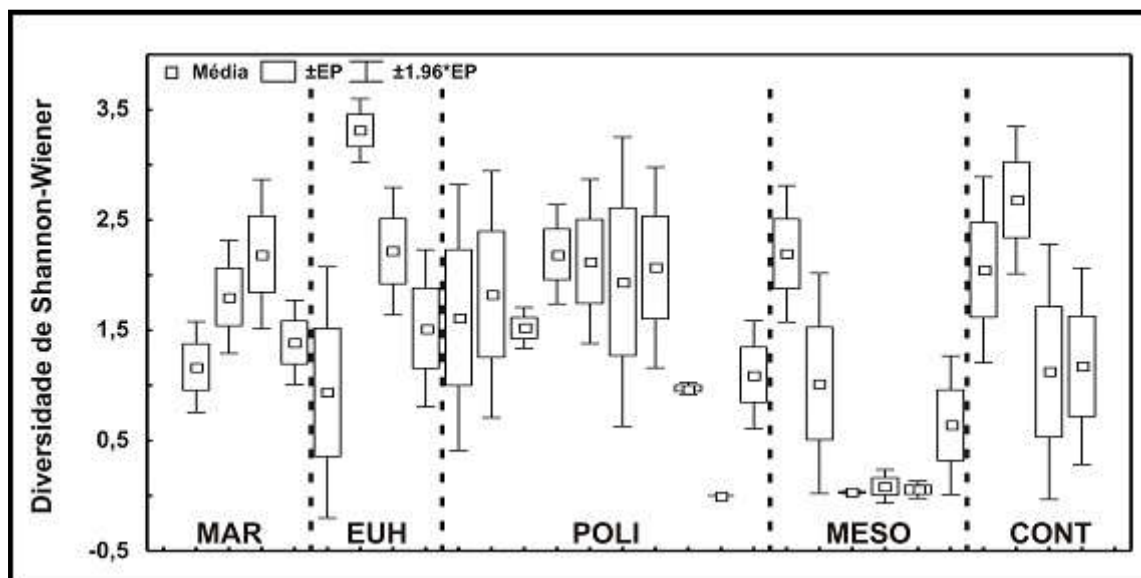 Média ±EP ±1.96*EP
Diversidade de Shannon-Wiener
3,5
2,5
1,5
0,5
-0,5
MAR EUH POLI MESO CONT